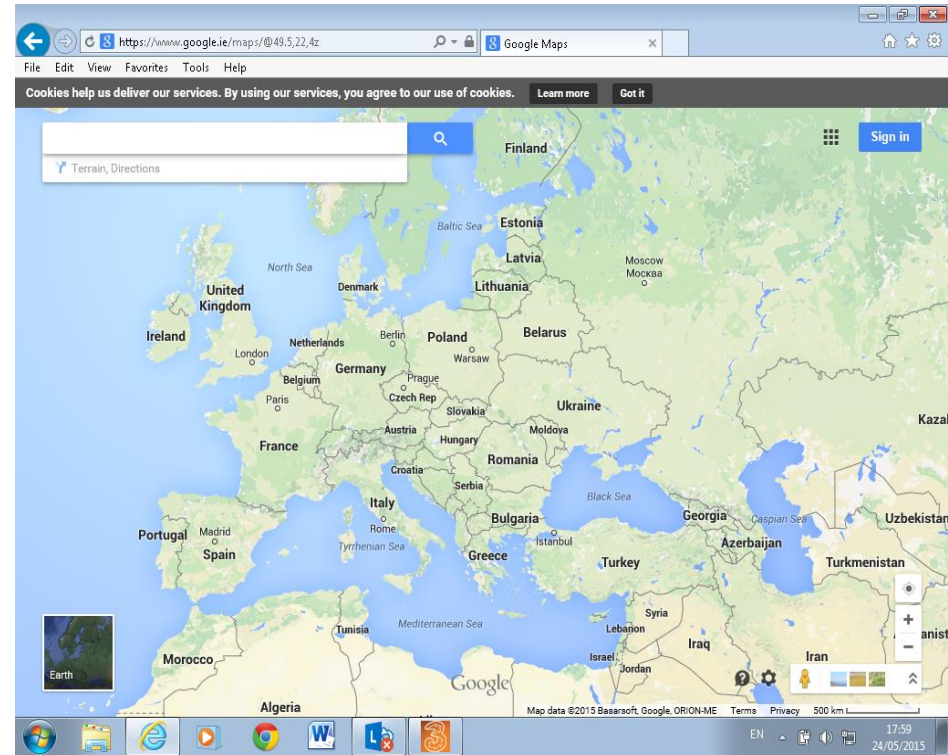 https://www.google.ie/maps/@49.5,22,4z
Google Maps
File Edit View Favorites Tools Help
Cookies help us deliver our services. By using our services, you agree to our use of cookies. Learn more Got it
Sign in
Terrain, Directions
Finland
Baltic Sea
Estonia
Latvia
Moscow
Москва
North Sea
Denmark
Lithuania
United
Kingdom
Ireland
Netherlands
Berlin
Poland
Belarus
London
Warsaw
Germany
Belgium
Prague
Paris
Czech Rep
Slovakia
Ukraine
Kazal
Austria
Moldova
France
Hungary
Romania
Croatia
Serbia
Italy
Black Sea
Rome
Bulgaria
Georgia
Caspian Sea
Uzbekistan
Portugal
Madrid
Istanbul
Azerbaijan
Spain
Tyrrhenian Sea
Greece
Turkey
Turkmenistan
Syria
Tunisia
Mediterranean Sea
Lebanon
anist
Iraq
Morocco
Israel
Iran
Jordan
Earth
Google
Algeria
Map data ©2015 Basarsoft, Google, ORION-ME Terms Privacy 500 km
EN
17:59
24/05/2015